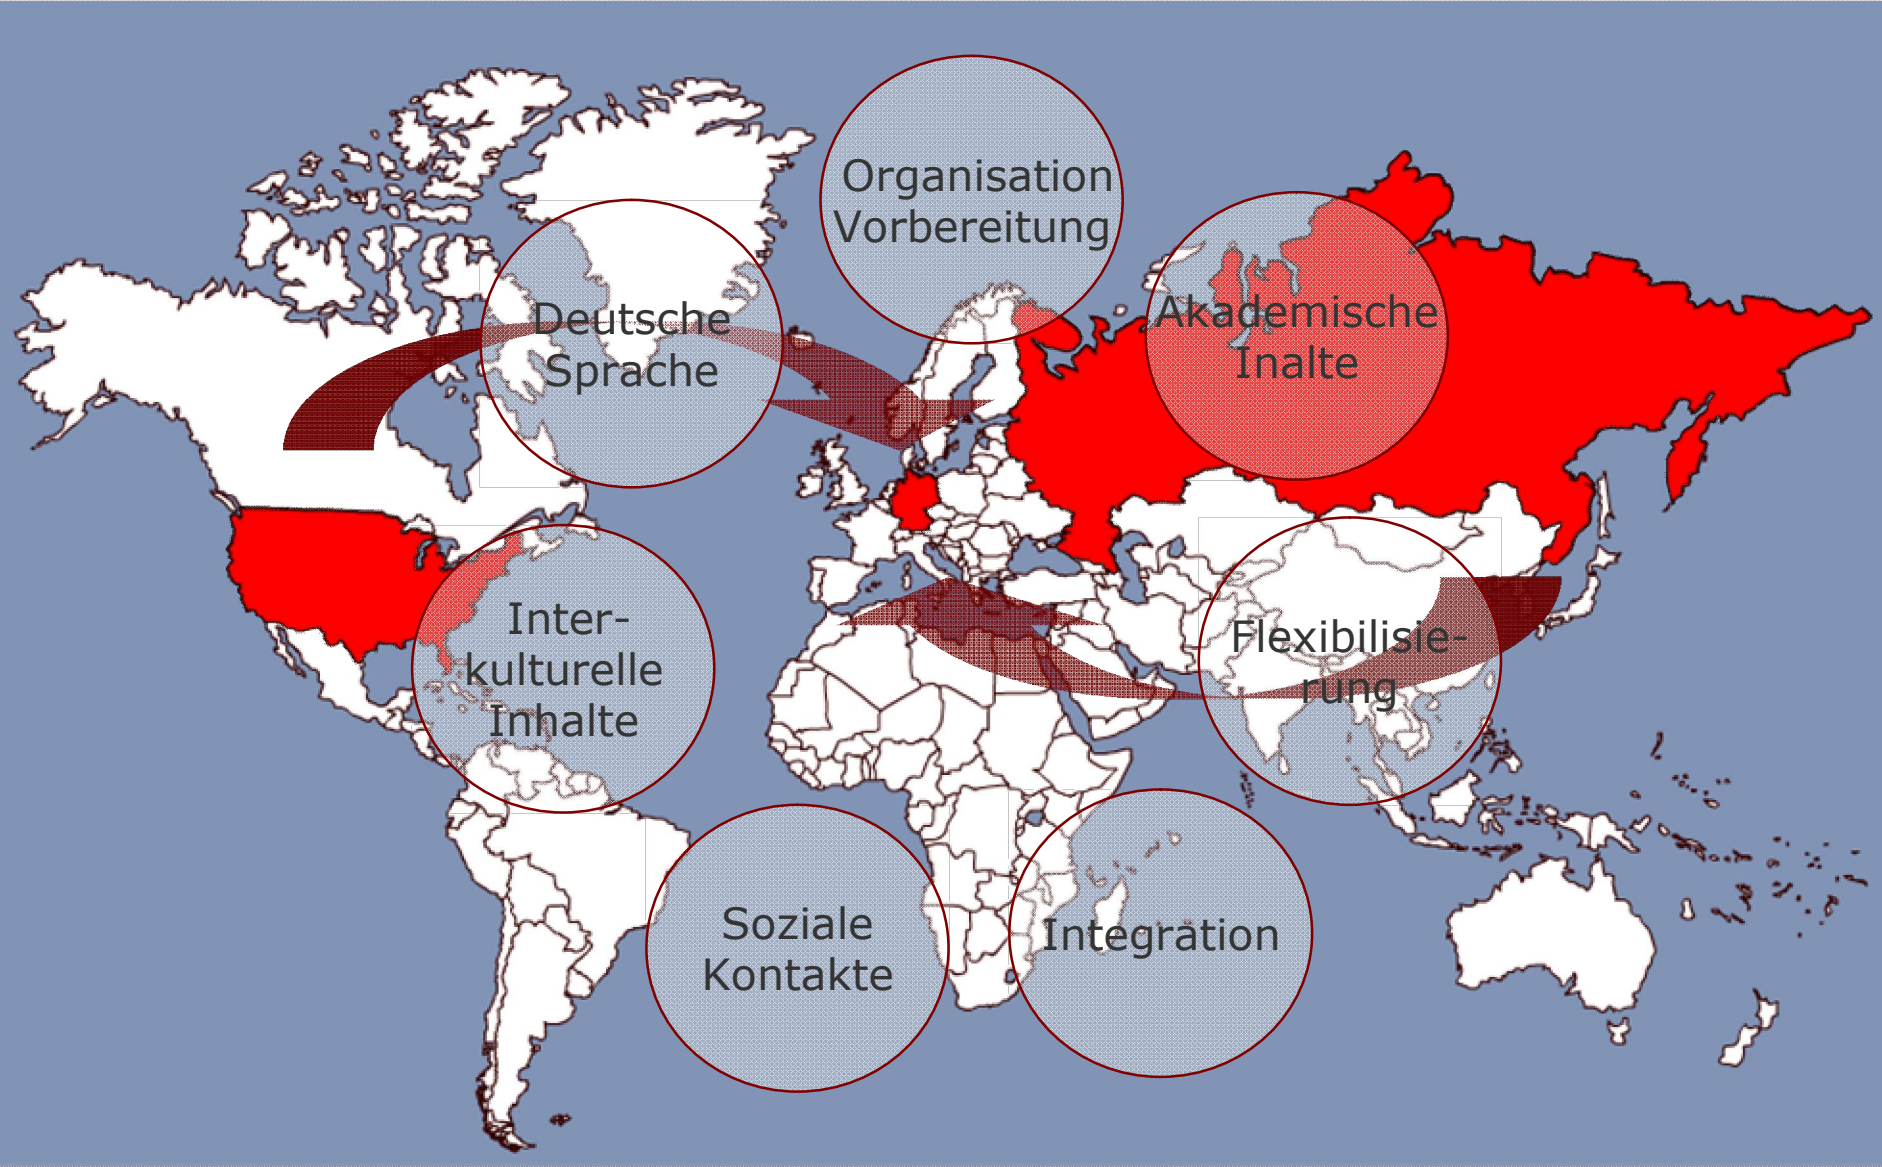 Organisation
Vorbereitung
Deutsche
Sprache
Akademische
Inalte
Inter-
kulturelle
Inhalte
Flexibilisie-
rung
Soziale
Kontakte
Integration